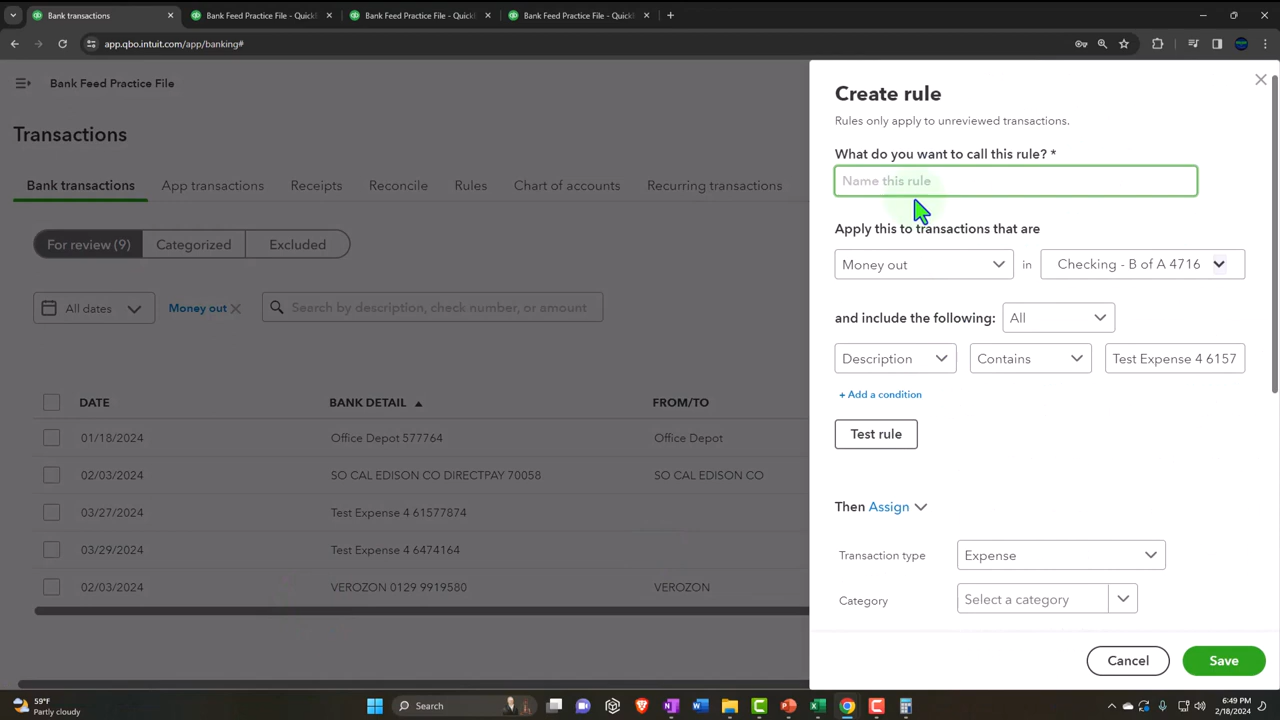 Bank transactions
Bank Feed Practice File - Quickl
Bank Feed Practice File - Quickl
Bank Feed Practice File - Quickl
app.qbo.intuit.com/app/banking#
Bank Feed Practice File
Transactions
Bank transactions
Receipts
Reconcile
Rules
Chart of accounts
Recurring transactions
For review (9)
Categorized
Excluded
All dates
Money out
Search by description, check number, or amount
DATE
BANK DETAIL
FROM/TO
01/18/2024
Office Depot 577764
Office Depot
02/03/2024
SO CAL EDISON CO DIRECTPAY 70058
SO CAL EDISON CO
03/27/2024
Test Expense 4 61577874
03/29/2024
Test Expense 4 6474164
02/03/2024
VEROZON 0129 9919580
VEROZON
Create rule
Rules only apply to unreviewed transactions.
What do you want to call this rule? *
Name this rule
Apply this to transactions that are
Money out
in
Checking - B of A 4716
and include the following:
All
Description
Contains
Test Expense 4 6157
+ Add a condition
Test rule
Then Assign
Transaction type
Expense
Category
Select a category
Cancel
Save
59°F
Partly cloudy
Search
6:49 PM
2/18/2024